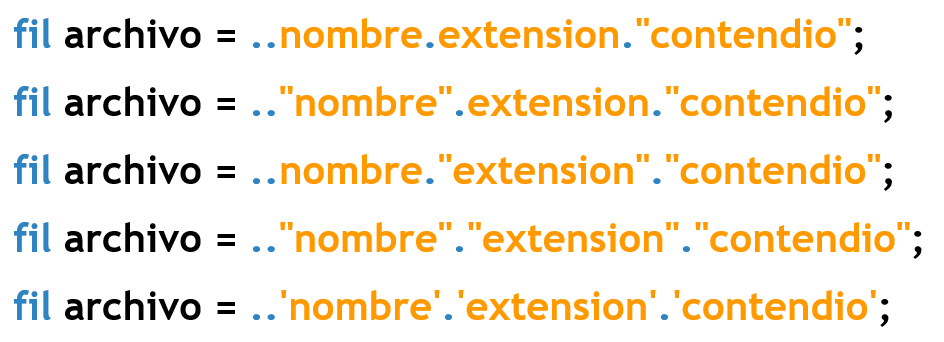 fil archivo = ..nombre.extension."contendio";
fil archivo = .."nombre".extension."contendio";
fil archivo = ..nombre."extension"."contendio";
fil archivo = .."nombre"."extension"."contendio";
fil archivo = ..'nombre'.'extension'.'contendio';